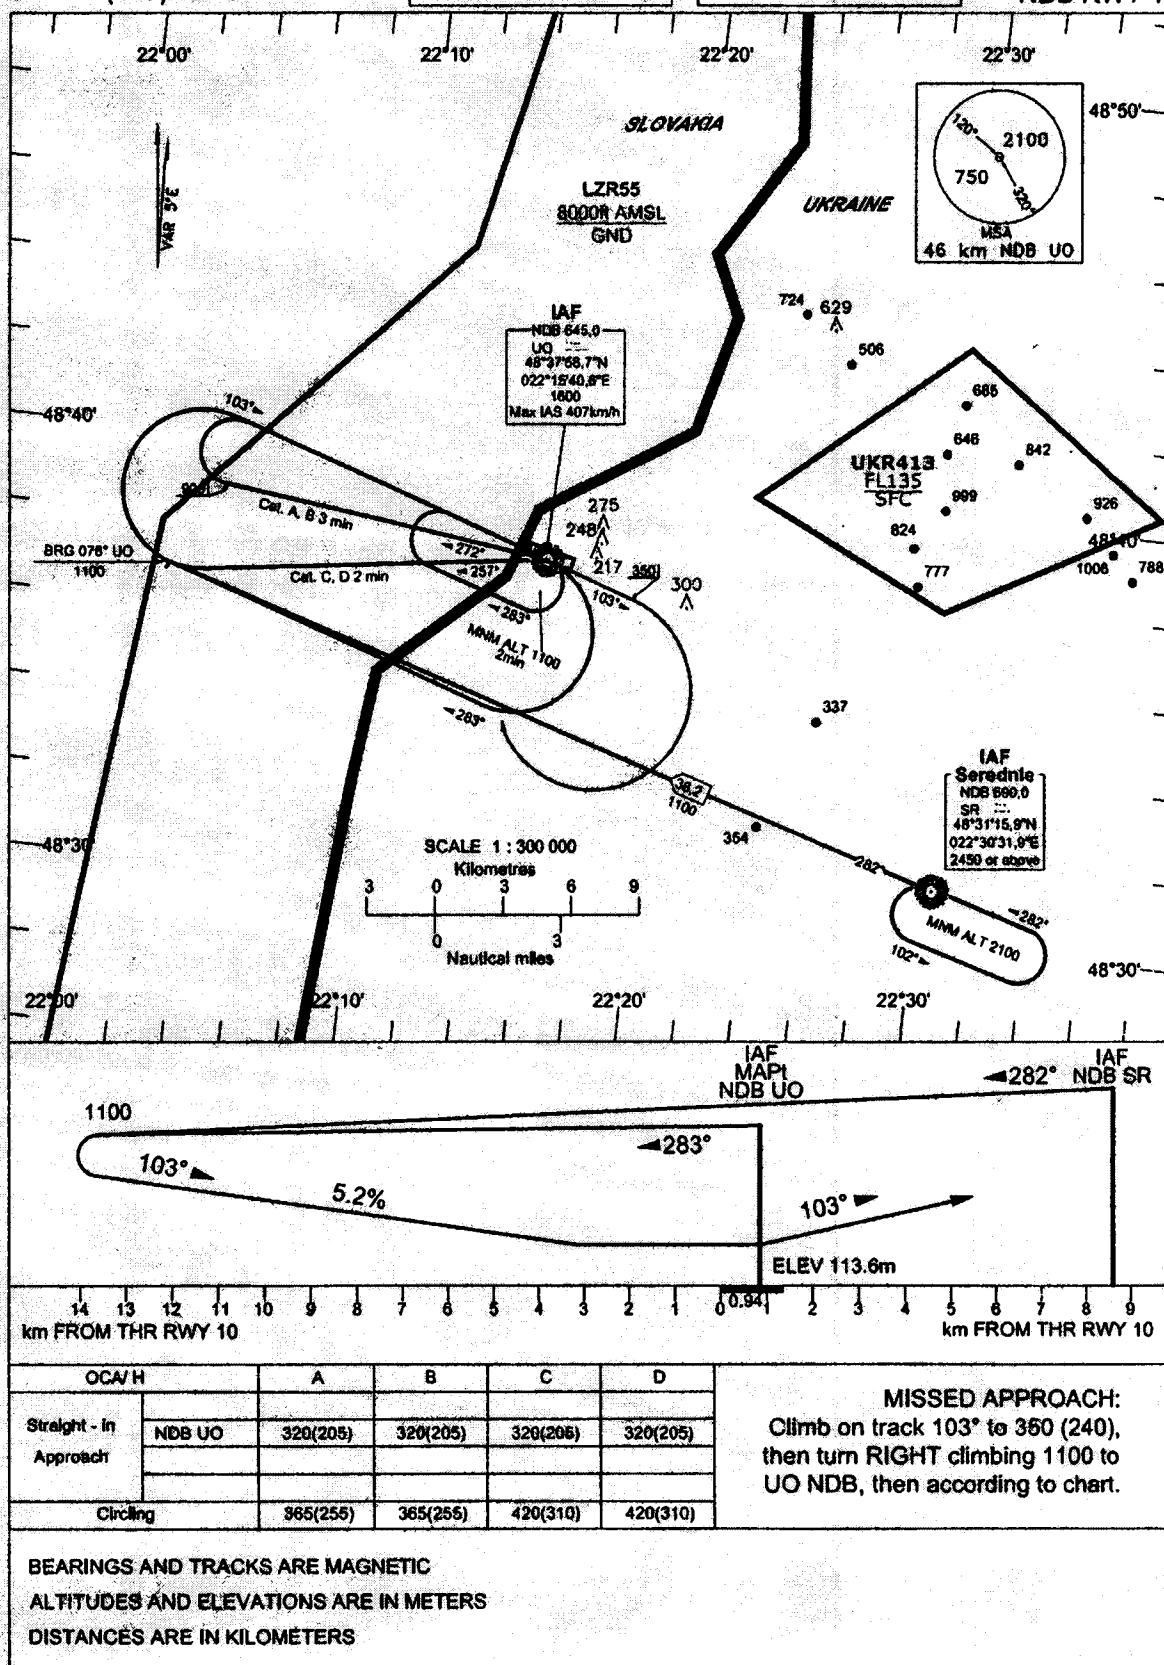 22°00'
22°10'
22°20'
22°30'
48°50'
SLOVAKIA
120°
2100
750
320°
MSA
46 km NDB UO
VAR 5°E
LZR55
8000ft AMSL
GND
UKRAINE
IAF
NDB 645,0
UO
022°15'40,8"E
Max IAS 407km/h
724
629
506
685
646
842
UKR413
FL135
SFC
999
926
824
777
1006
788
48°40'
48°40'
103°
Cat. A, B 3 min
BRG 076° UO
1100
Cat. C, D 2 min
272°
257°
283°
275
248
217
350
103°
300
MNM ALT 1100
2min
283°
337
36,2
1100
354
IAF
Serednie
SR
48°31'15,9"N
022°30'31,9"E
2450 or above
282°
282°
MNM ALT 2100
102°
48°30'
48°30'
SCALE 1 : 300 000
Kilometres
3 0 3 6 9
0 3
Nautical miles
22°00'
22°10'
22°20'
22°30'
IAF
MAPt
NDB UO
IAF
NDB SR
282°
1100
283°
103°
5.2%
103°
ELEV 113.6m
14 13 12 11 10 9 8 7 6 5 4 3 2 1 0 0.94 1 2 3 4 5 6 7 8 9
km FROM THR RWY 10
km FROM THR RWY 10
OCA/ H A B C D
Straight - in Approach
NDB UO 320(205) 320(205) 320(205) 320(205)
Circling 365(255) 365(255) 420(310) 420(310)
MISSED APPROACH:
Climb on track 103° to 350 (240),
then turn RIGHT climbing 1100 to
UO NDB, then according to chart.
BEARINGS AND TRACKS ARE MAGNETIC
ALTITUDES AND ELEVATIONS ARE IN METERS
DISTANCES ARE IN KILOMETERS